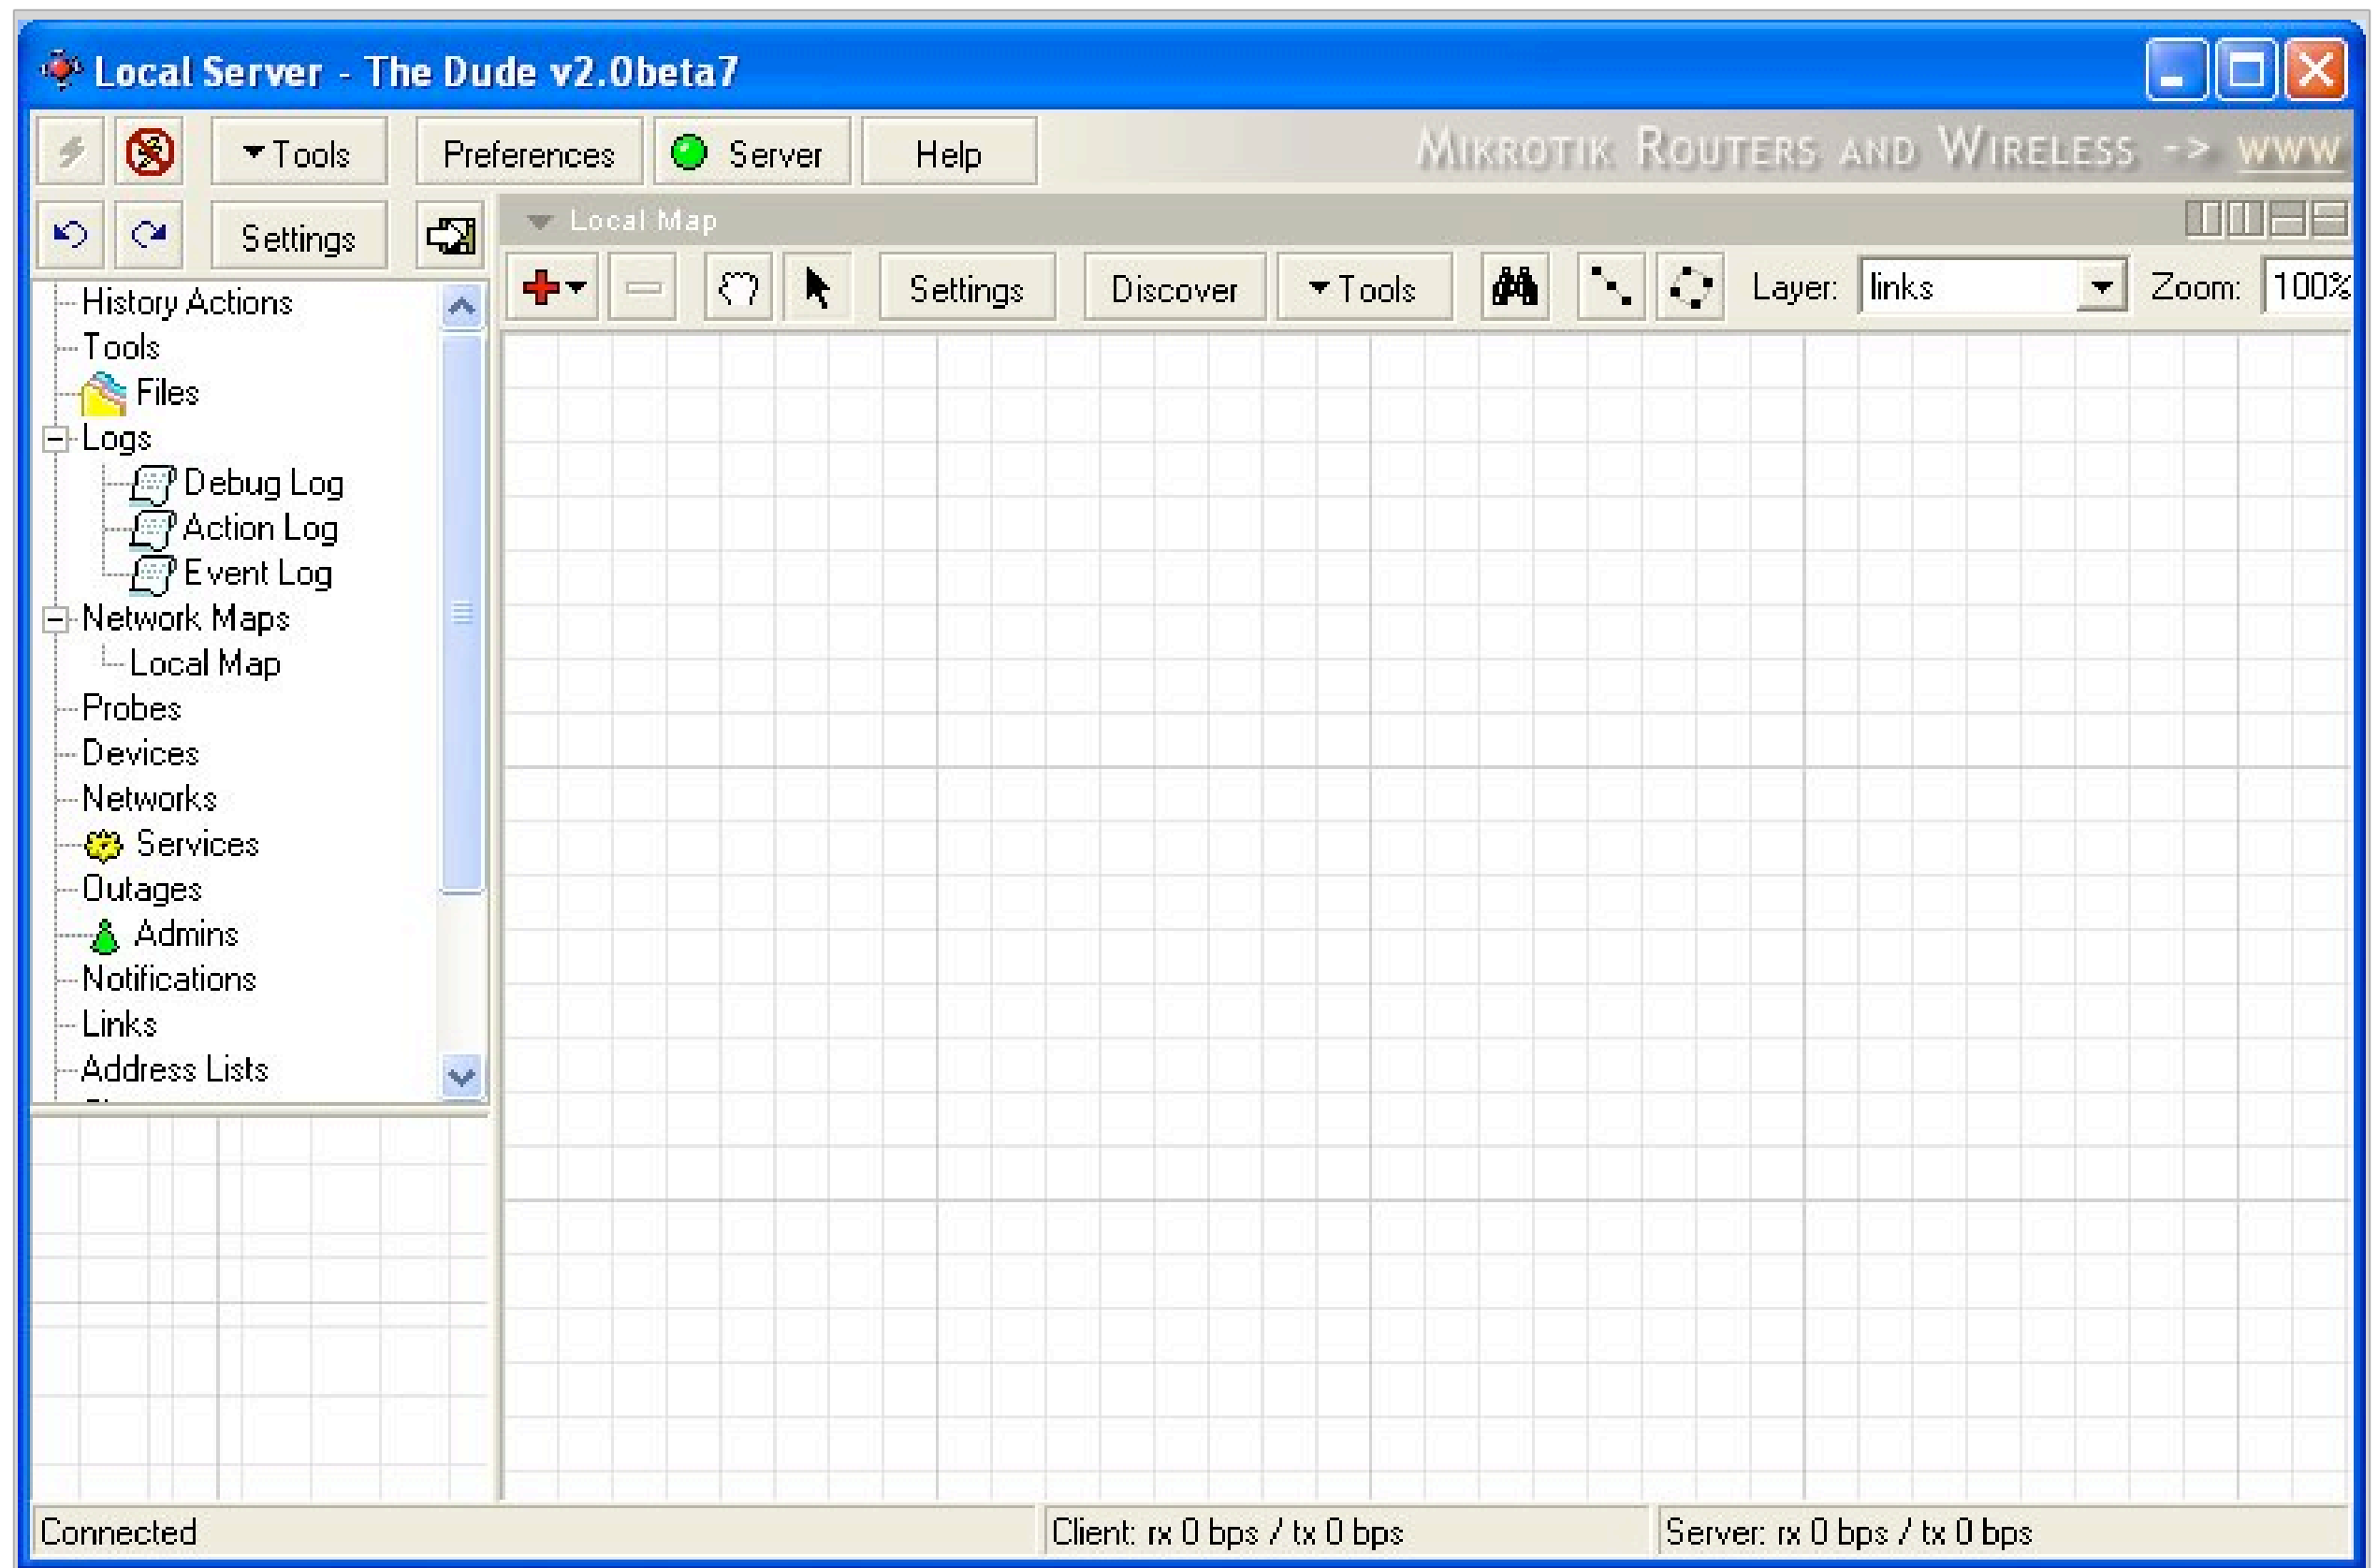 Local Server - The Dude v2.0beta7
Tools Preferences Server Help MIKROTIK ROUTERS AND WIRELESS -> WWW
Settings Local Map
Settings Discover Tools Layer: links Zoom: 100%
History Actions
Tools
Files
Logs
Debug Log
Action Log
Event Log
Network Maps
Local Map
Probes
Devices
Networks
Services
Outages
Admins
Notifications
Links
Address Lists
Connected Client: rx 0 bps / tx 0 bps Server: rx 0 bps / tx 0 bps